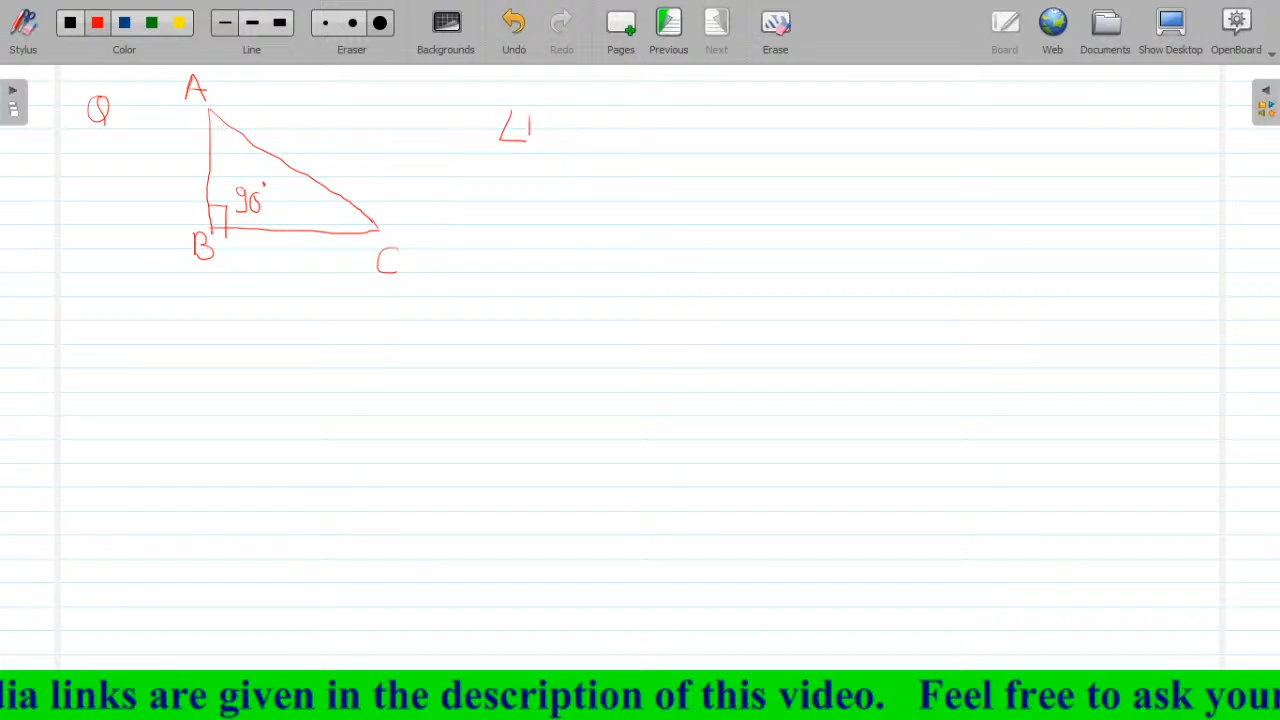 Stylus Color Line Eraser Backgrounds Undo Redo Pages Previous Next Erase Board Web Documents Show Desktop OpenBoard
A
Q
∠
90°
B
C
dia links are given in the description of this video. Feel free to ask your